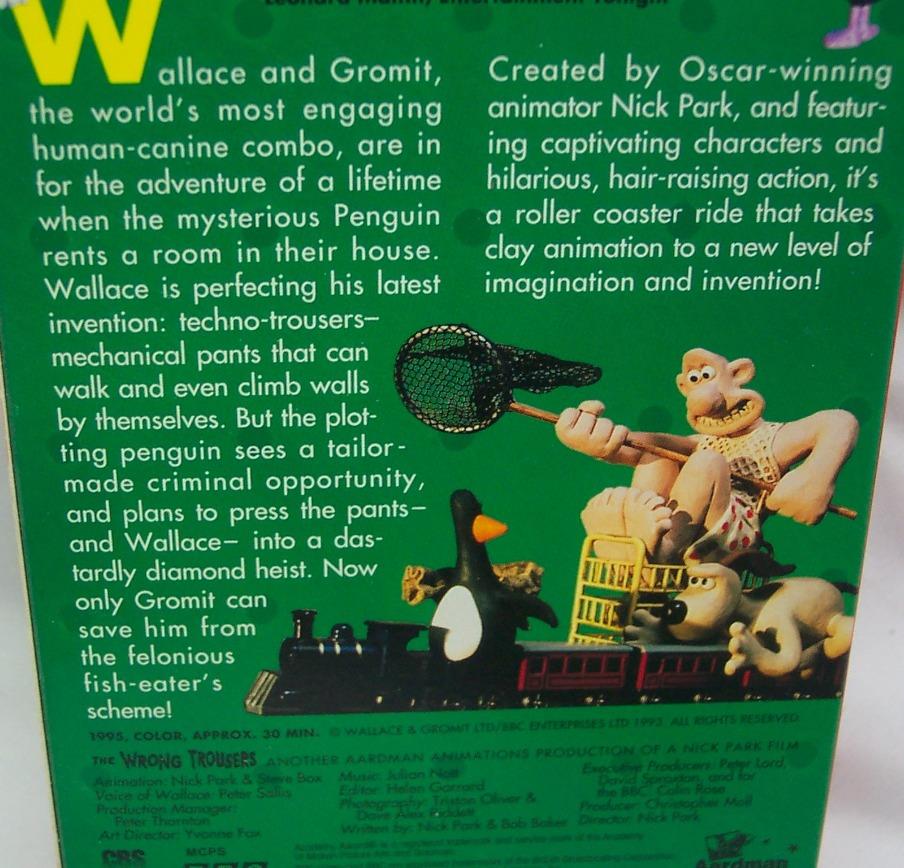 Leonard Maltin, Entertainment Tonight
Wallace and Gromit,
the world's most engaging
human-canine combo, are in
for the adventure of a lifetime
when the mysterious Penguin
rents a room in their house.
Wallace is perfecting his latest
invention: techno-trousers—
mechanical pants that can
walk and even climb walls
by themselves. But the plot-
ting penguin sees a tailor-
made criminal opportunity,
and plans to press the pants—
and Wallace— into a das-
tardly diamond heist. Now
only Gromit can
save him from
the felonious
fish-eater's
scheme!
Created by Oscar-winning
animator Nick Park, and featur-
ing captivating characters and
hilarious, hair-raising action, it's
a roller coaster ride that takes
clay animation to a new level of
imagination and invention!
1995, COLOR, APPROX. 30 MIN. © WALLACE & GROMIT LTD/BBC ENTERPRISES LTD 1993. ALL RIGHTS RESERVED.
THE WRONG TROUSERS ANOTHER AARDMAN ANIMATIONS PRODUCTION OF A NICK PARK FILM
Animation: Nick Park & Steve Box
Voice of Wallace: Peter Sallis
Production Manager:
Peter Thornton
Art Director: Yvonne Fox
Music: Julian Nott
Editor: Helen Garrard
Photography: Tristan Oliver &
Dave Alex Riddett
Written by: Nick Park & Bob Baker
Executive Producers: Peter Lord,
David Sproxton, and for
the BBC: Colin Rose
Producer: Christopher Moll
Director: Nick Park
CBS
MCPS
Aardman